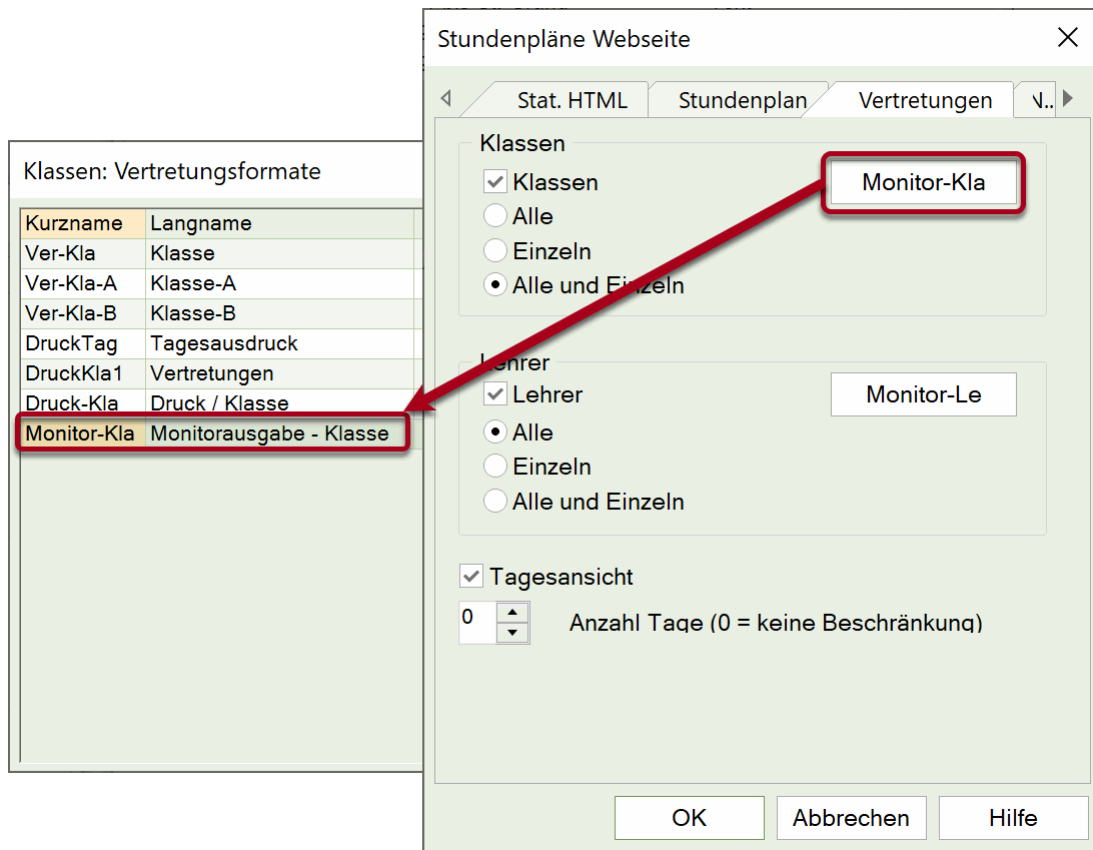 Stundenpläne Webseite
Stat. HTML Stundenplan Vertretungen
Klassen
Klassen Monitor-Kla
Alle
Einzeln
Alle und Einzeln
Lehrer
Lehrer Monitor-Le
Alle
Einzeln
Alle und Einzeln
Tagesansicht
0 Anzahl Tage (0 = keine Beschränkung)
OK Abbrechen Hilfe
Klassen: Vertretungsformate
Kurzname Langname
Ver-Kla Klasse
Ver-Kla-A Klasse-A
Ver-Kla-B Klasse-B
DruckTag Tagesausdruck
DruckKla1 Vertretungen
Druck-Kla Druck / Klasse
Monitor-Kla Monitorausgabe - Klasse